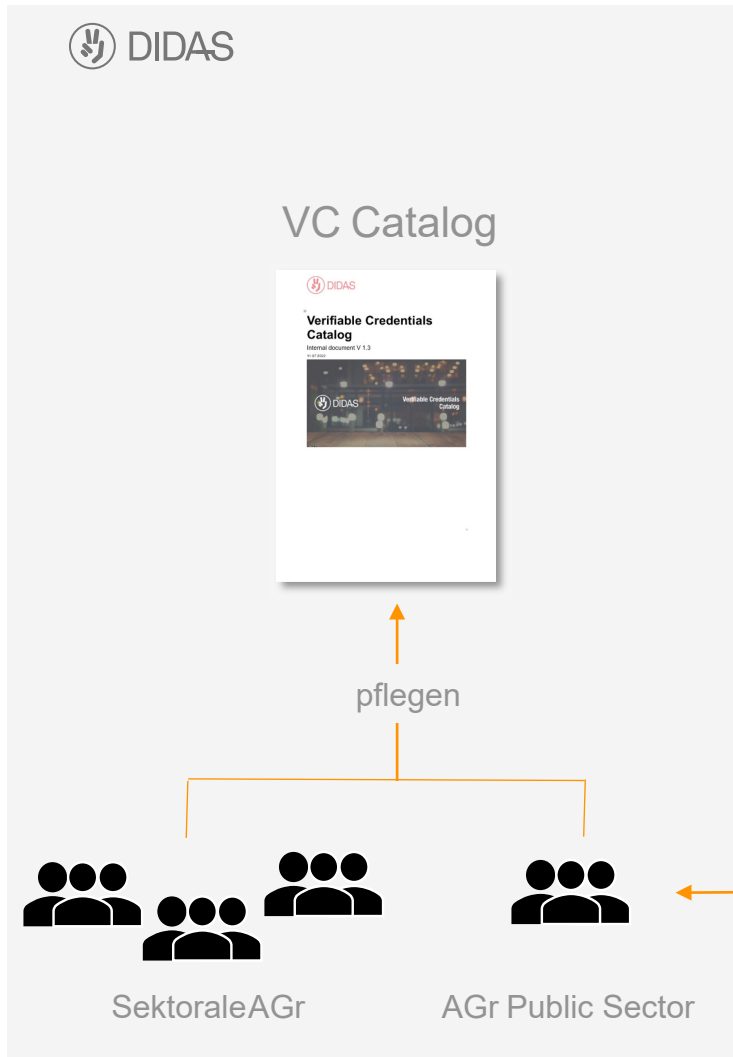 DIDAS
VC Catalog
DIDAS
Verifiable Credentials
Catalog
Internal document V 1.3
DIDAS
Verifiable Credentials
Catalog
pflegen
SektoraleAGr
AGr Public Sector